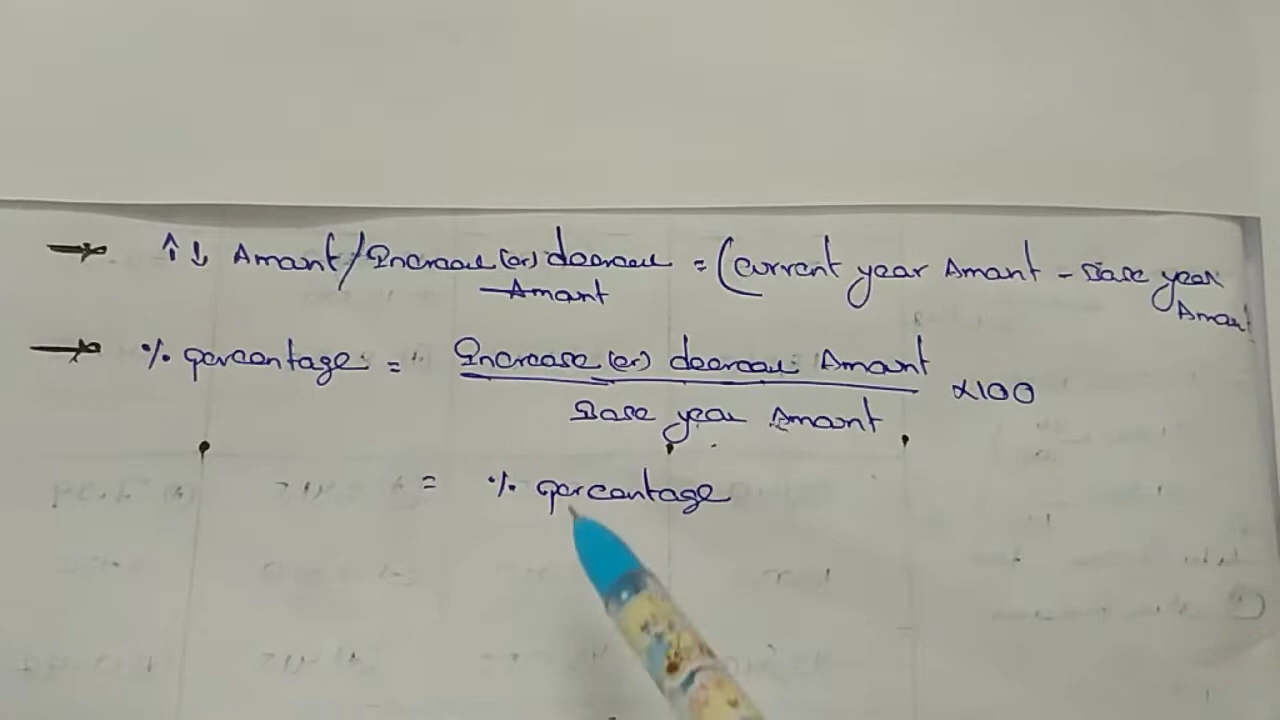 ↑↓ Amant/Increase (or) decrease = (Current year Amant - Base year
Amant Amant
% percentage = Increase (or) decrease Amant
Base year Amant × 100
= % percentage